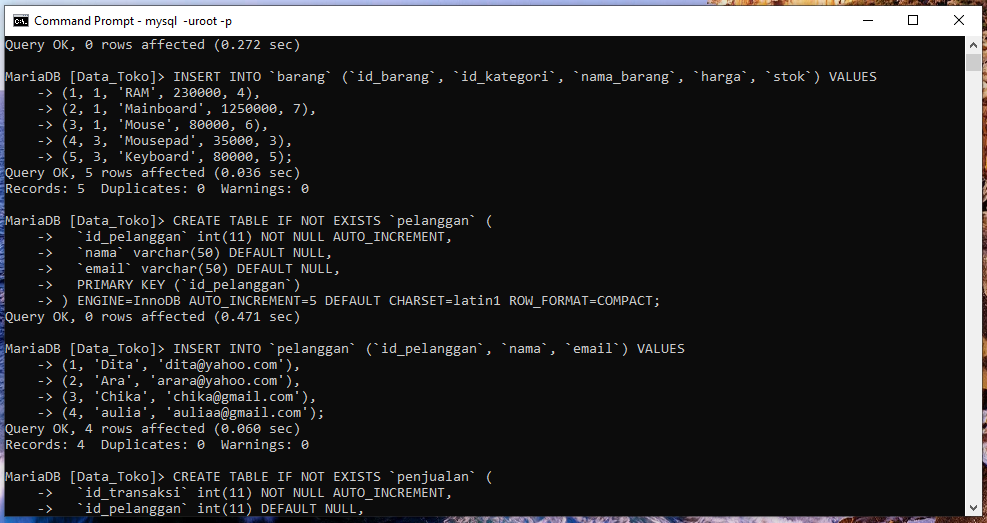 Command Prompt - mysql  -uroot -p
Query OK, 0 rows affected (0.272 sec)

MariaDB [Data_Toko]> INSERT INTO `barang` (`id_barang`, `id_kategori`, `nama_barang`, `harga`, `stok`) VALUES
    -> (1, 1, 'RAM', 230000, 4),
    -> (2, 1, 'Mainboard', 1250000, 7),
    -> (3, 1, 'Mouse', 80000, 6),
    -> (4, 3, 'Mousepad', 35000, 3),
    -> (5, 3, 'Keyboard', 80000, 5);
Query OK, 5 rows affected (0.036 sec)
Records: 5  Duplicates: 0  Warnings: 0

MariaDB [Data_Toko]> CREATE TABLE IF NOT EXISTS `pelanggan` (
    ->   `id_pelanggan` int(11) NOT NULL AUTO_INCREMENT,
    ->   `nama` varchar(50) DEFAULT NULL,
    ->   `email` varchar(50) DEFAULT NULL,
    ->   PRIMARY KEY (`id_pelanggan`)
    -> ) ENGINE=InnoDB AUTO_INCREMENT=5 DEFAULT CHARSET=latin1 ROW_FORMAT=COMPACT;
Query OK, 0 rows affected (0.471 sec)

MariaDB [Data_Toko]> INSERT INTO `pelanggan` (`id_pelanggan`, `nama`, `email`) VALUES
    -> (1, 'Dita', 'dita@yahoo.com'),
    -> (2, 'Ara', 'arara@yahoo.com'),
    -> (3, 'Chika', 'chika@gmail.com'),
    -> (4, 'aulia', 'auliaa@gmail.com');
Query OK, 4 rows affected (0.060 sec)
Records: 4  Duplicates: 0  Warnings: 0

MariaDB [Data_Toko]> CREATE TABLE IF NOT EXISTS `penjualan` (
    ->   `id_transaksi` int(11) NOT NULL AUTO_INCREMENT,
    ->   `id_pelanggan` int(11) DEFAULT NULL,